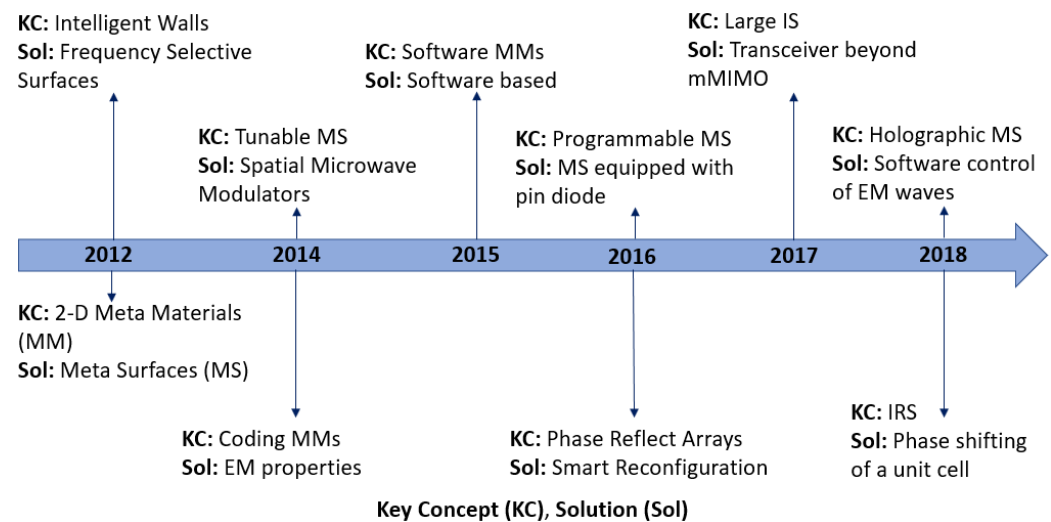 KC: Intelligent Walls
Sol: Frequency Selective
Surfaces
KC: Tunable MS
Sol: Spatial Microwave
Modulators
KC: Software MMs
Sol: Software based
KC: Programmable MS
Sol: MS equipped with
pin diode
KC: Large IS
Sol: Transceiver beyond
mMIMO
KC: Holographic MS
Sol: Software control
of EM waves
2012
2014
2015
2016
2017
2018
KC: 2-D Meta Materials
(MM)
Sol: Meta Surfaces (MS)
KC: Coding MMs
Sol: EM properties
KC: Phase Reflect Arrays
Sol: Smart Reconfiguration
KC: IRS
Sol: Phase shifting
of a unit cell
Key Concept (KC), Solution (Sol)